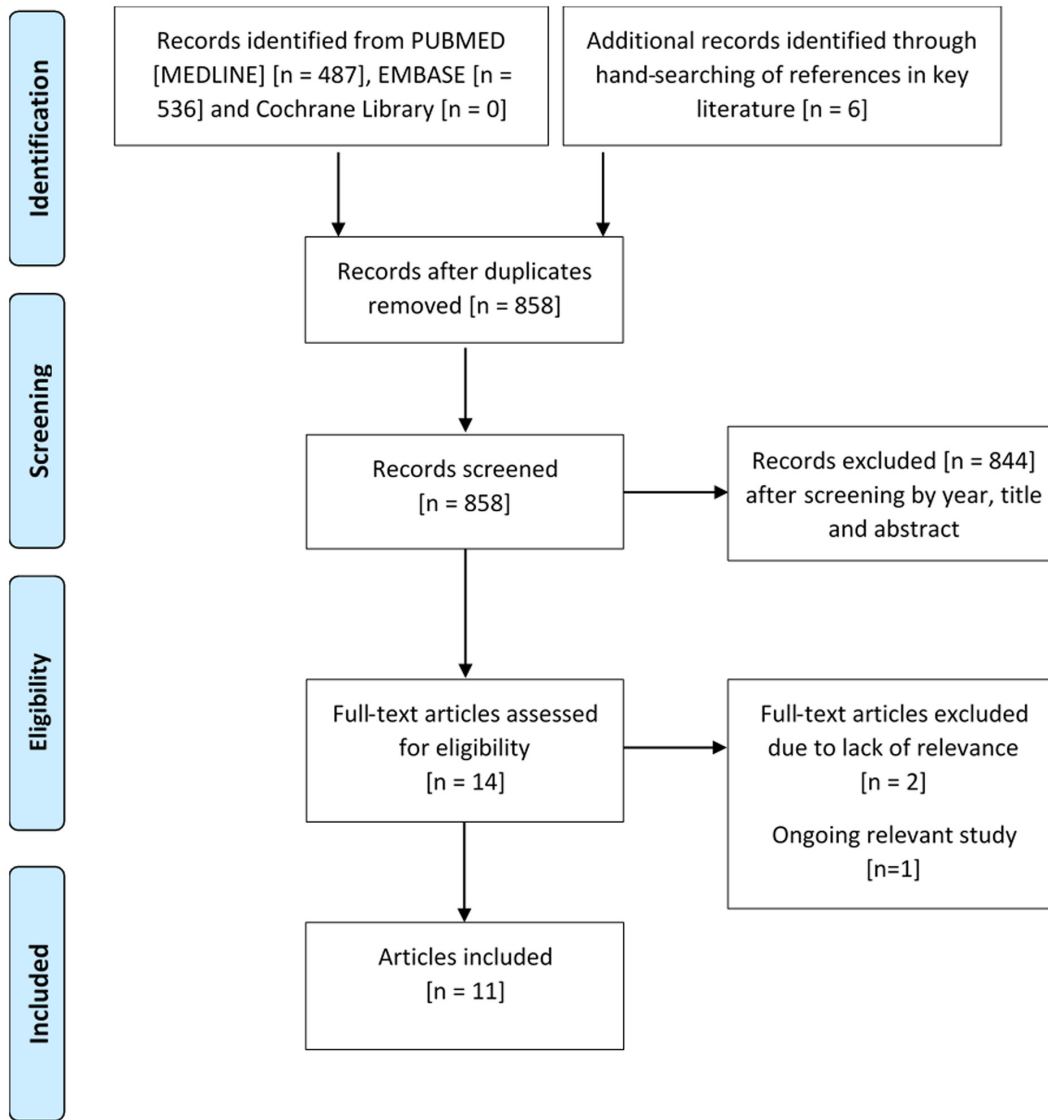 Identification
Records identified from PUBMED
[MEDLINE] [n = 487], EMBASE [n =
536] and Cochrane Library [n = 0]
Additional records identified through
hand-searching of references in key
literature [n = 6]
Records after duplicates
removed [n = 858]
Screening
Records screened
[n = 858]
Records excluded [n = 844]
after screening by year, title
and abstract
Eligibility
Full-text articles assessed
for eligibility
[n = 14]
Full-text articles excluded
due to lack of relevance
[n = 2]
Ongoing relevant study
[n=1]
Included
Articles included
[n = 11]